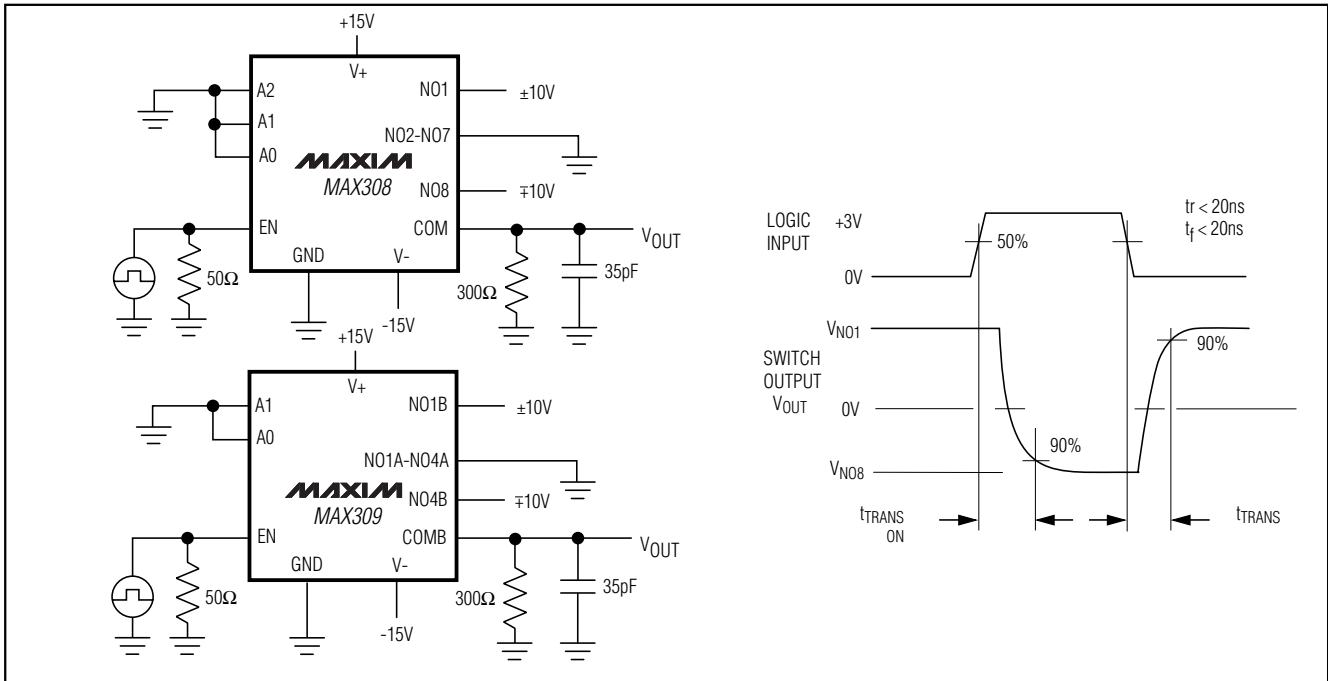 +15V
V+
A2
A1
A0
NO1
±10V
NO2-NO7
MAXIM
MAX308
NO8
∓10V
EN
COM
VOUT
GND
V-
50Ω
300Ω
35pF
-15V
+15V
V+
A1
A0
NO1B
±10V
NO1A-NO4A
MAXIM
MAX309
NO4B
∓10V
EN
COMB
VOUT
GND
V-
50Ω
300Ω
35pF
-15V
LOGIC
INPUT
+3V
50%
0V
tr < 20ns
tf < 20ns
VNO1
90%
SWITCH
OUTPUT
VOUT
0V
90%
VNO8
tTRANS
ON
tTRANS